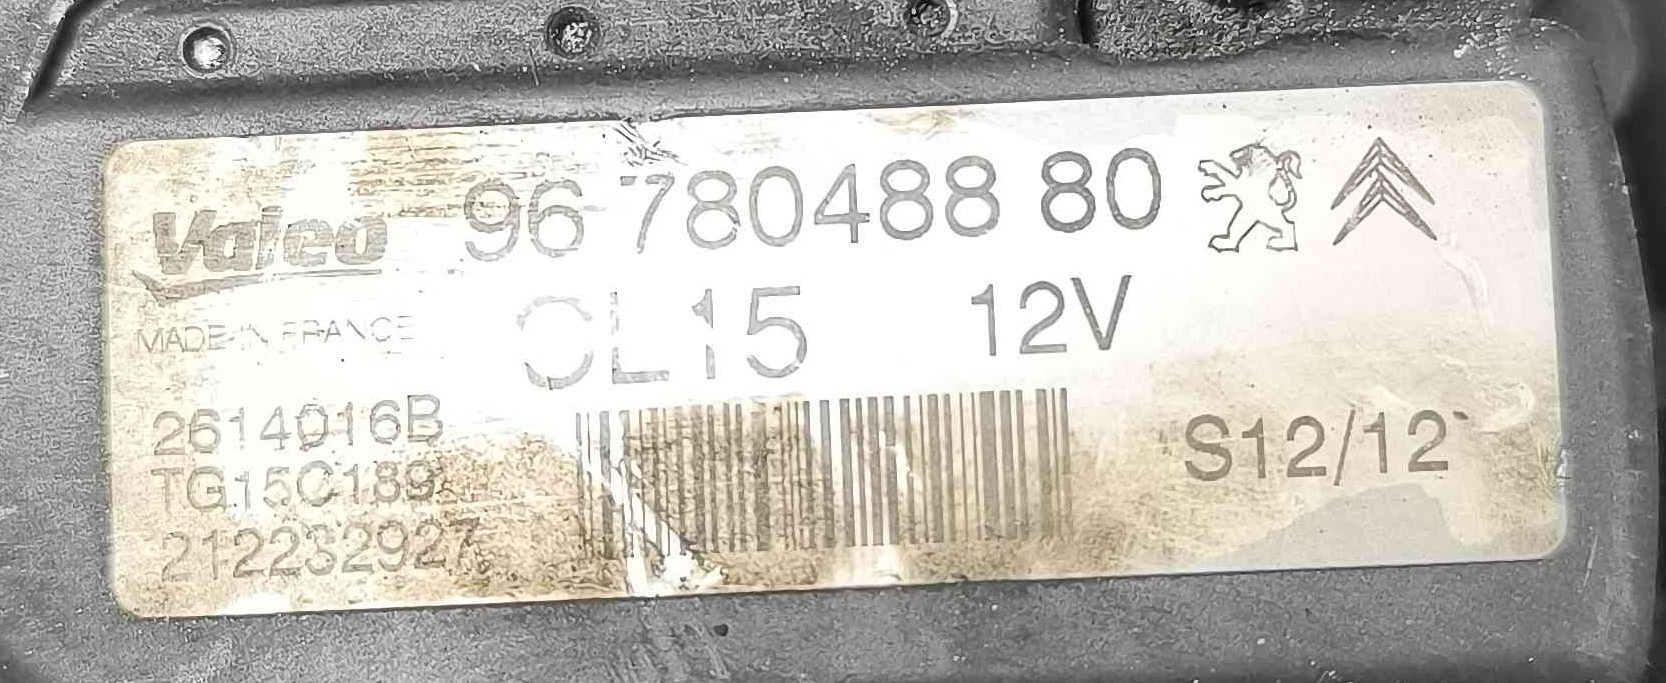 Valeo 96 780488 80
MADE IN FRANCE CL15 12V
2614016B
TG15C189 S12/12
212232927